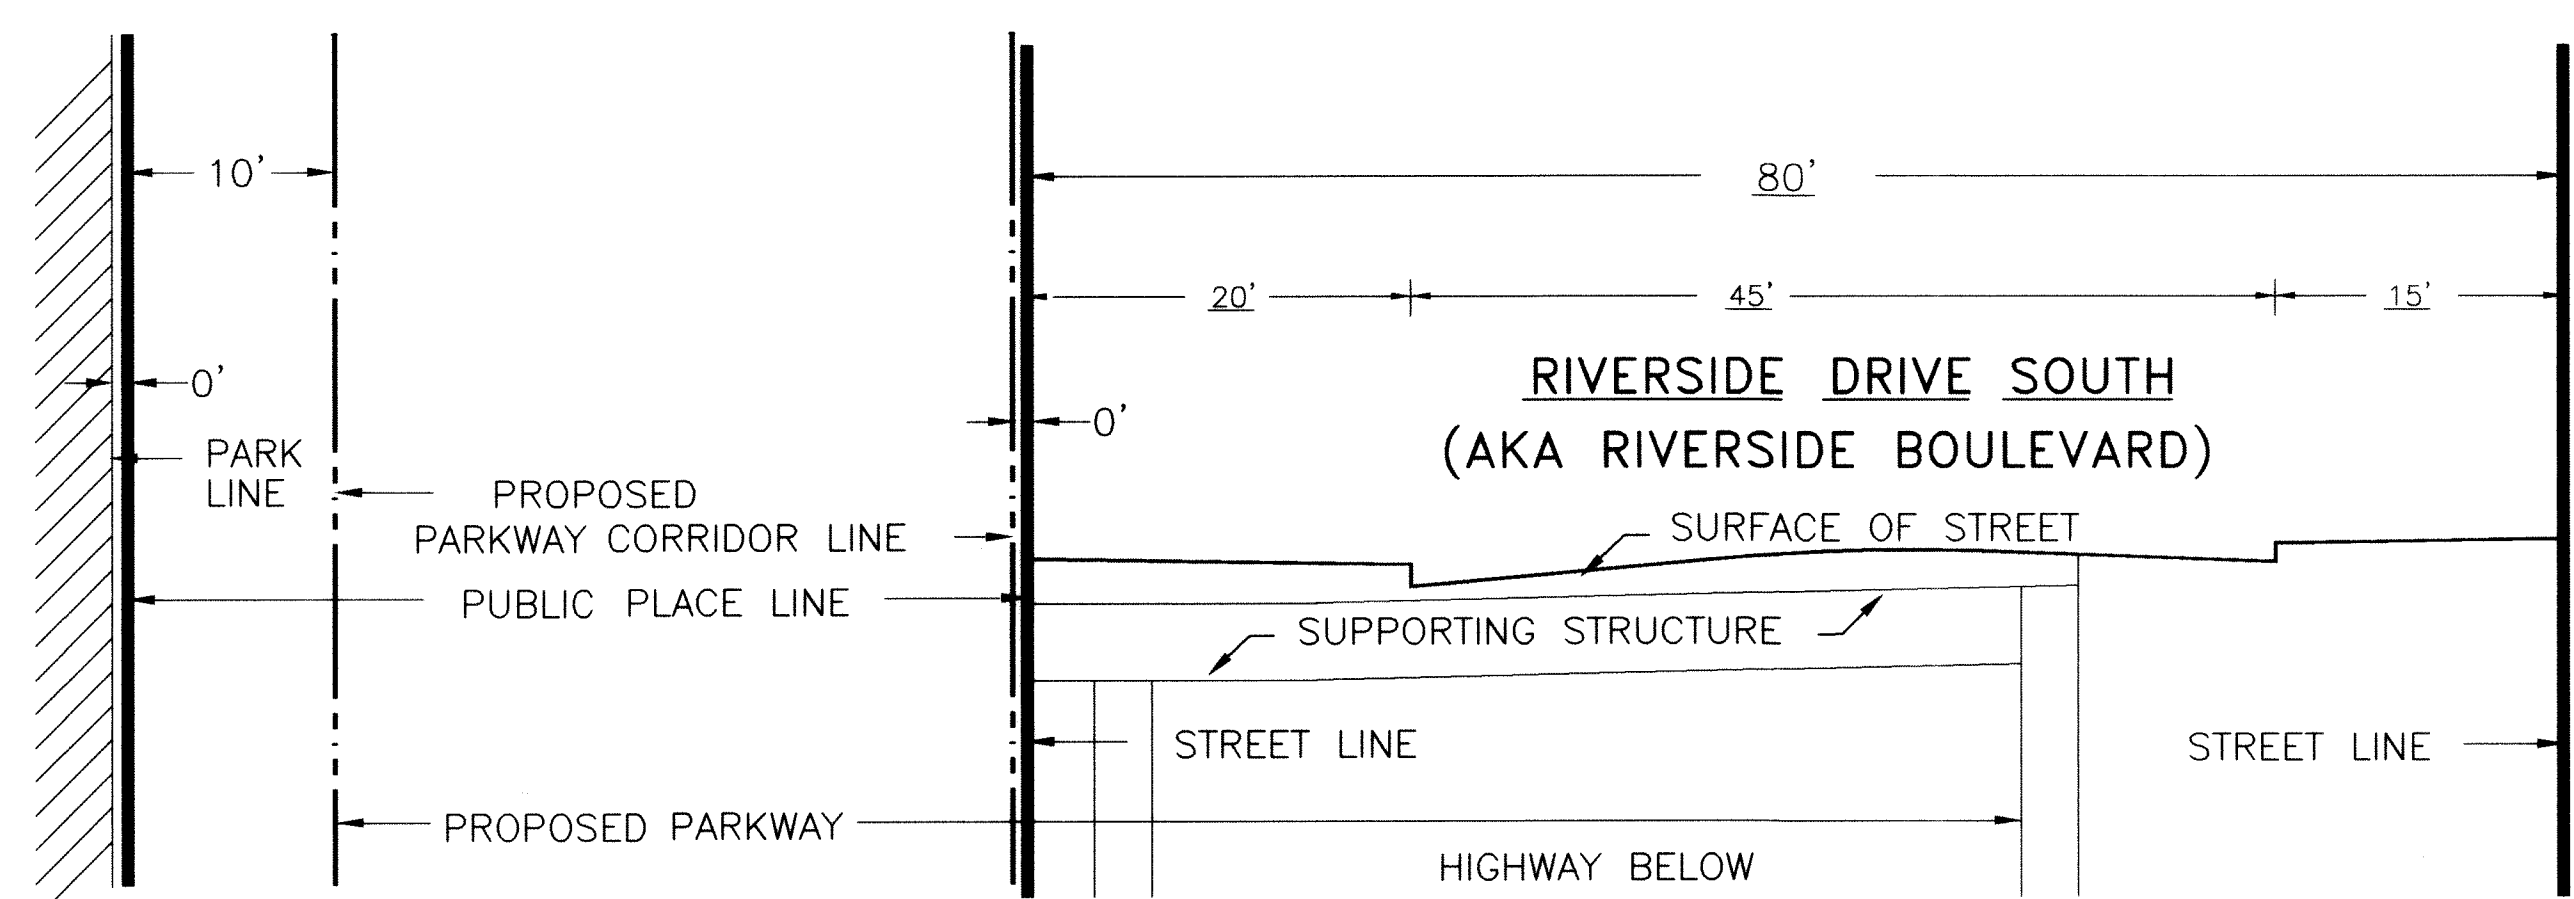 10'
80'
20'
45'
15'
RIVERSIDE DRIVE SOUTH
(AKA RIVERSIDE BOULEVARD)
0'
0'
PARK
LINE
PROPOSED
PARKWAY CORRIDOR LINE
SURFACE OF STREET
PUBLIC PLACE LINE
SUPPORTING STRUCTURE
STREET LINE
STREET LINE
PROPOSED PARKWAY
HIGHWAY BELOW